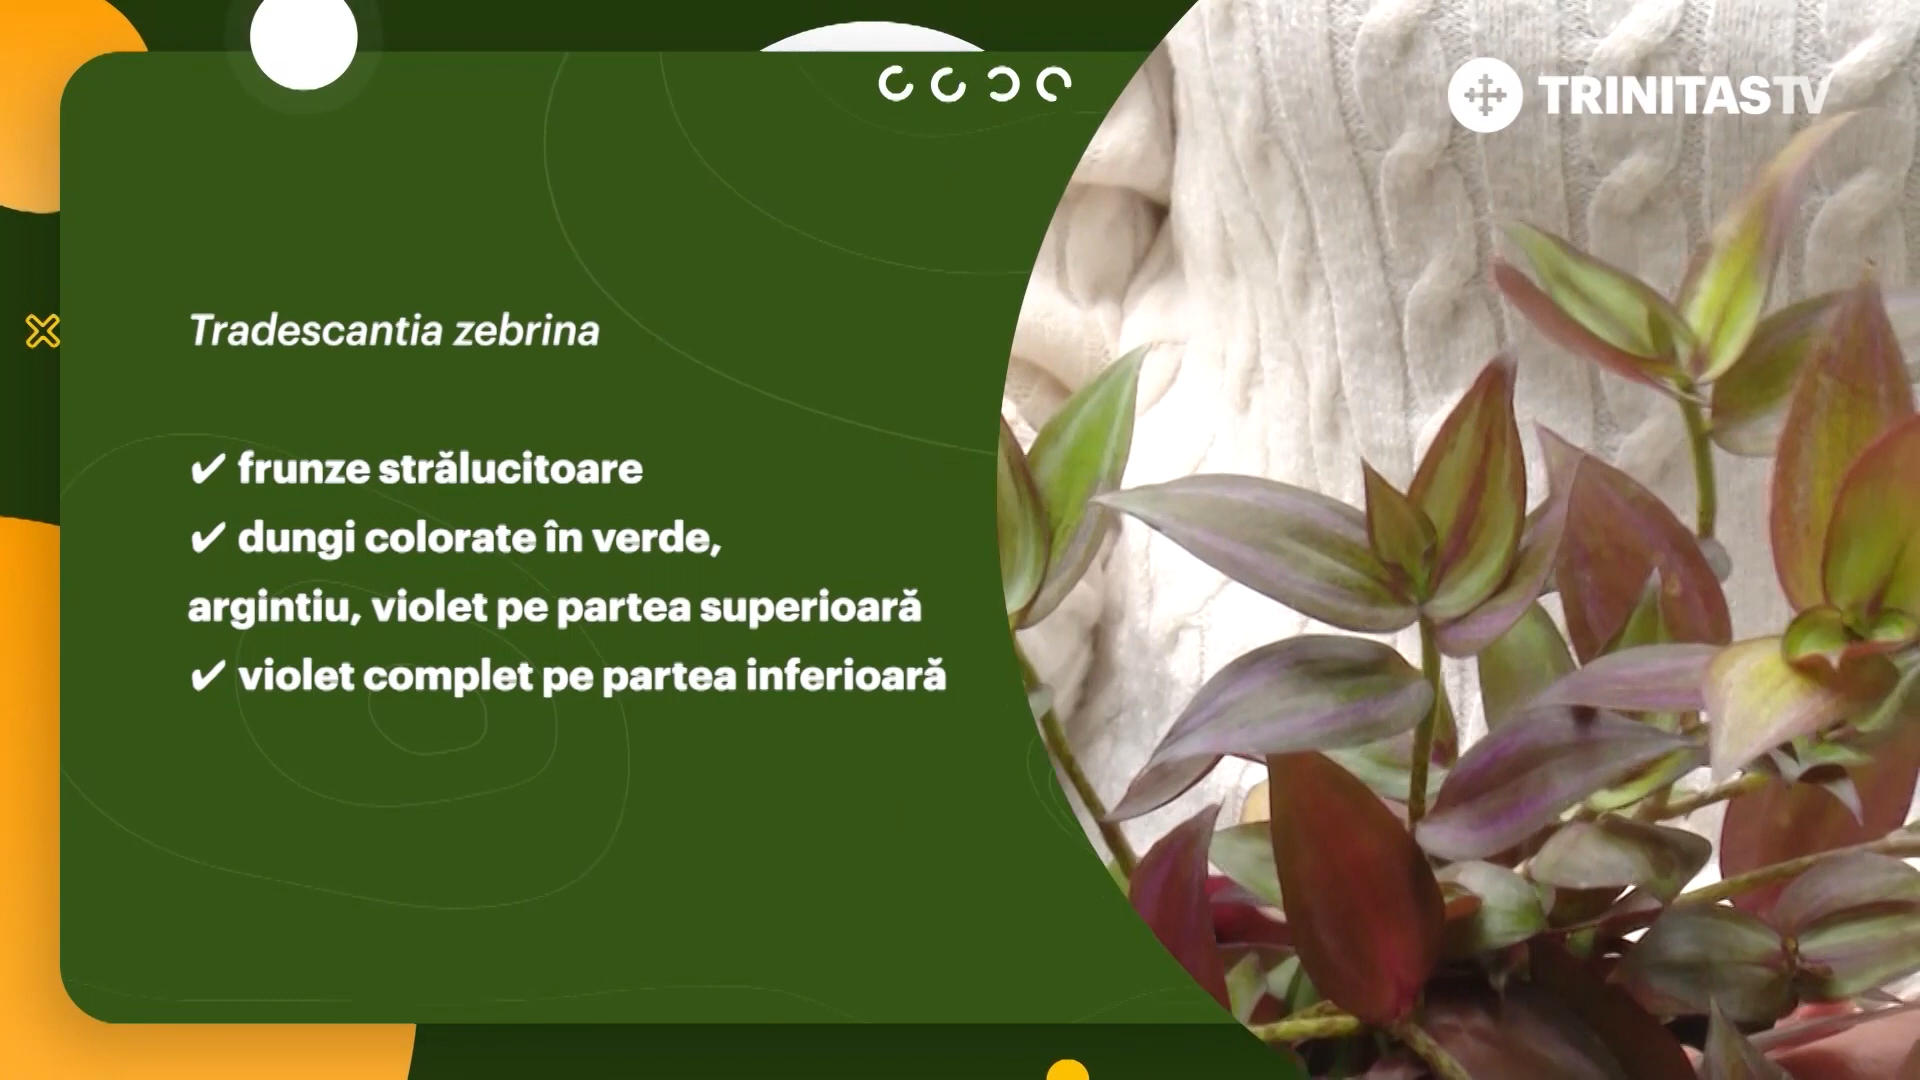 TRINITAS TV
Tradescantia zebrina
✔ frunze strălucitoare
✔ dungi colorate în verde,
argintiu, violet pe partea superioară
✔ violet complet pe partea inferioară